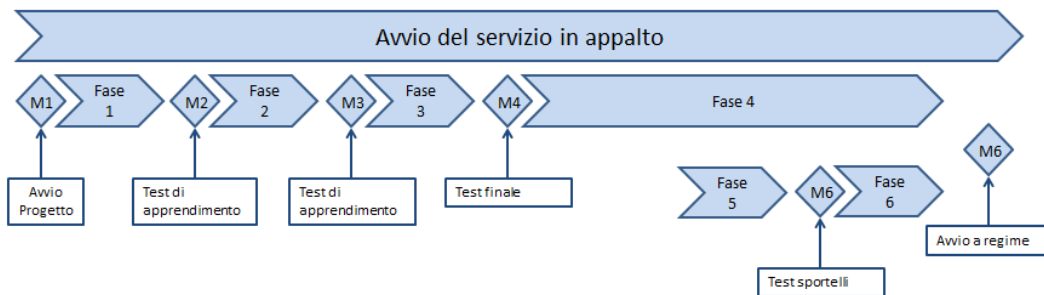 Avvio del servizio in appalto
M1
Fase
1
M2
Fase
2
M3
Fase
3
M4
Fase 4
Avvio
Progetto
Test di
apprendimento
Test di
apprendimento
Test finale
Fase
5
M6
Fase
6
M6
Avvio a regime
Test sportelli